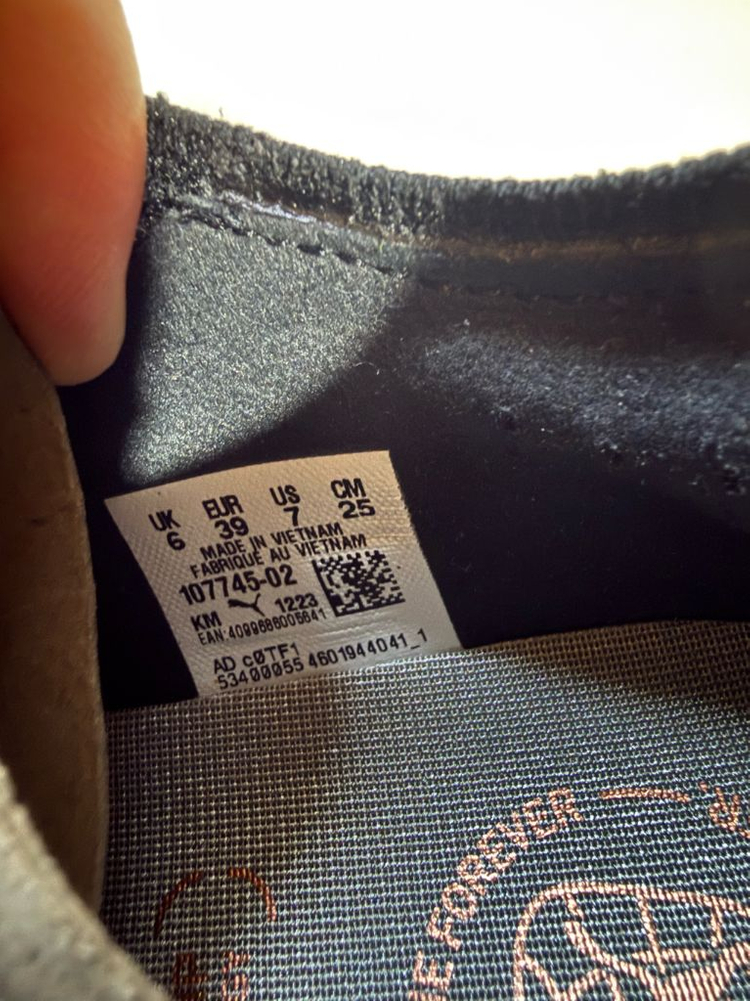 UK EUR US CM
6 39 7 25
MADE IN VIETNAM
FABRIQUE AU VIETNAM
107745-02
KM 1223
EAN:4099686005641
AD c0TF1
53400955 4601944041_1
FOREVER